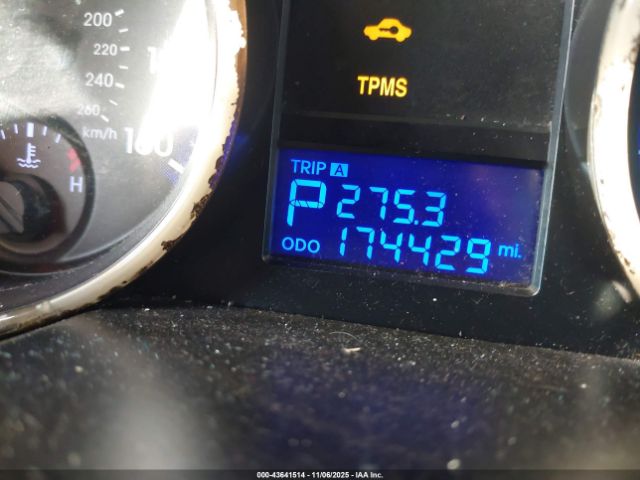 200
220
240
260
km/h
160
H
TPMS
TRIP A
P 275.3
ODO 174429 mi.
000-43641514 - 11/06/2025 - IAA Inc.